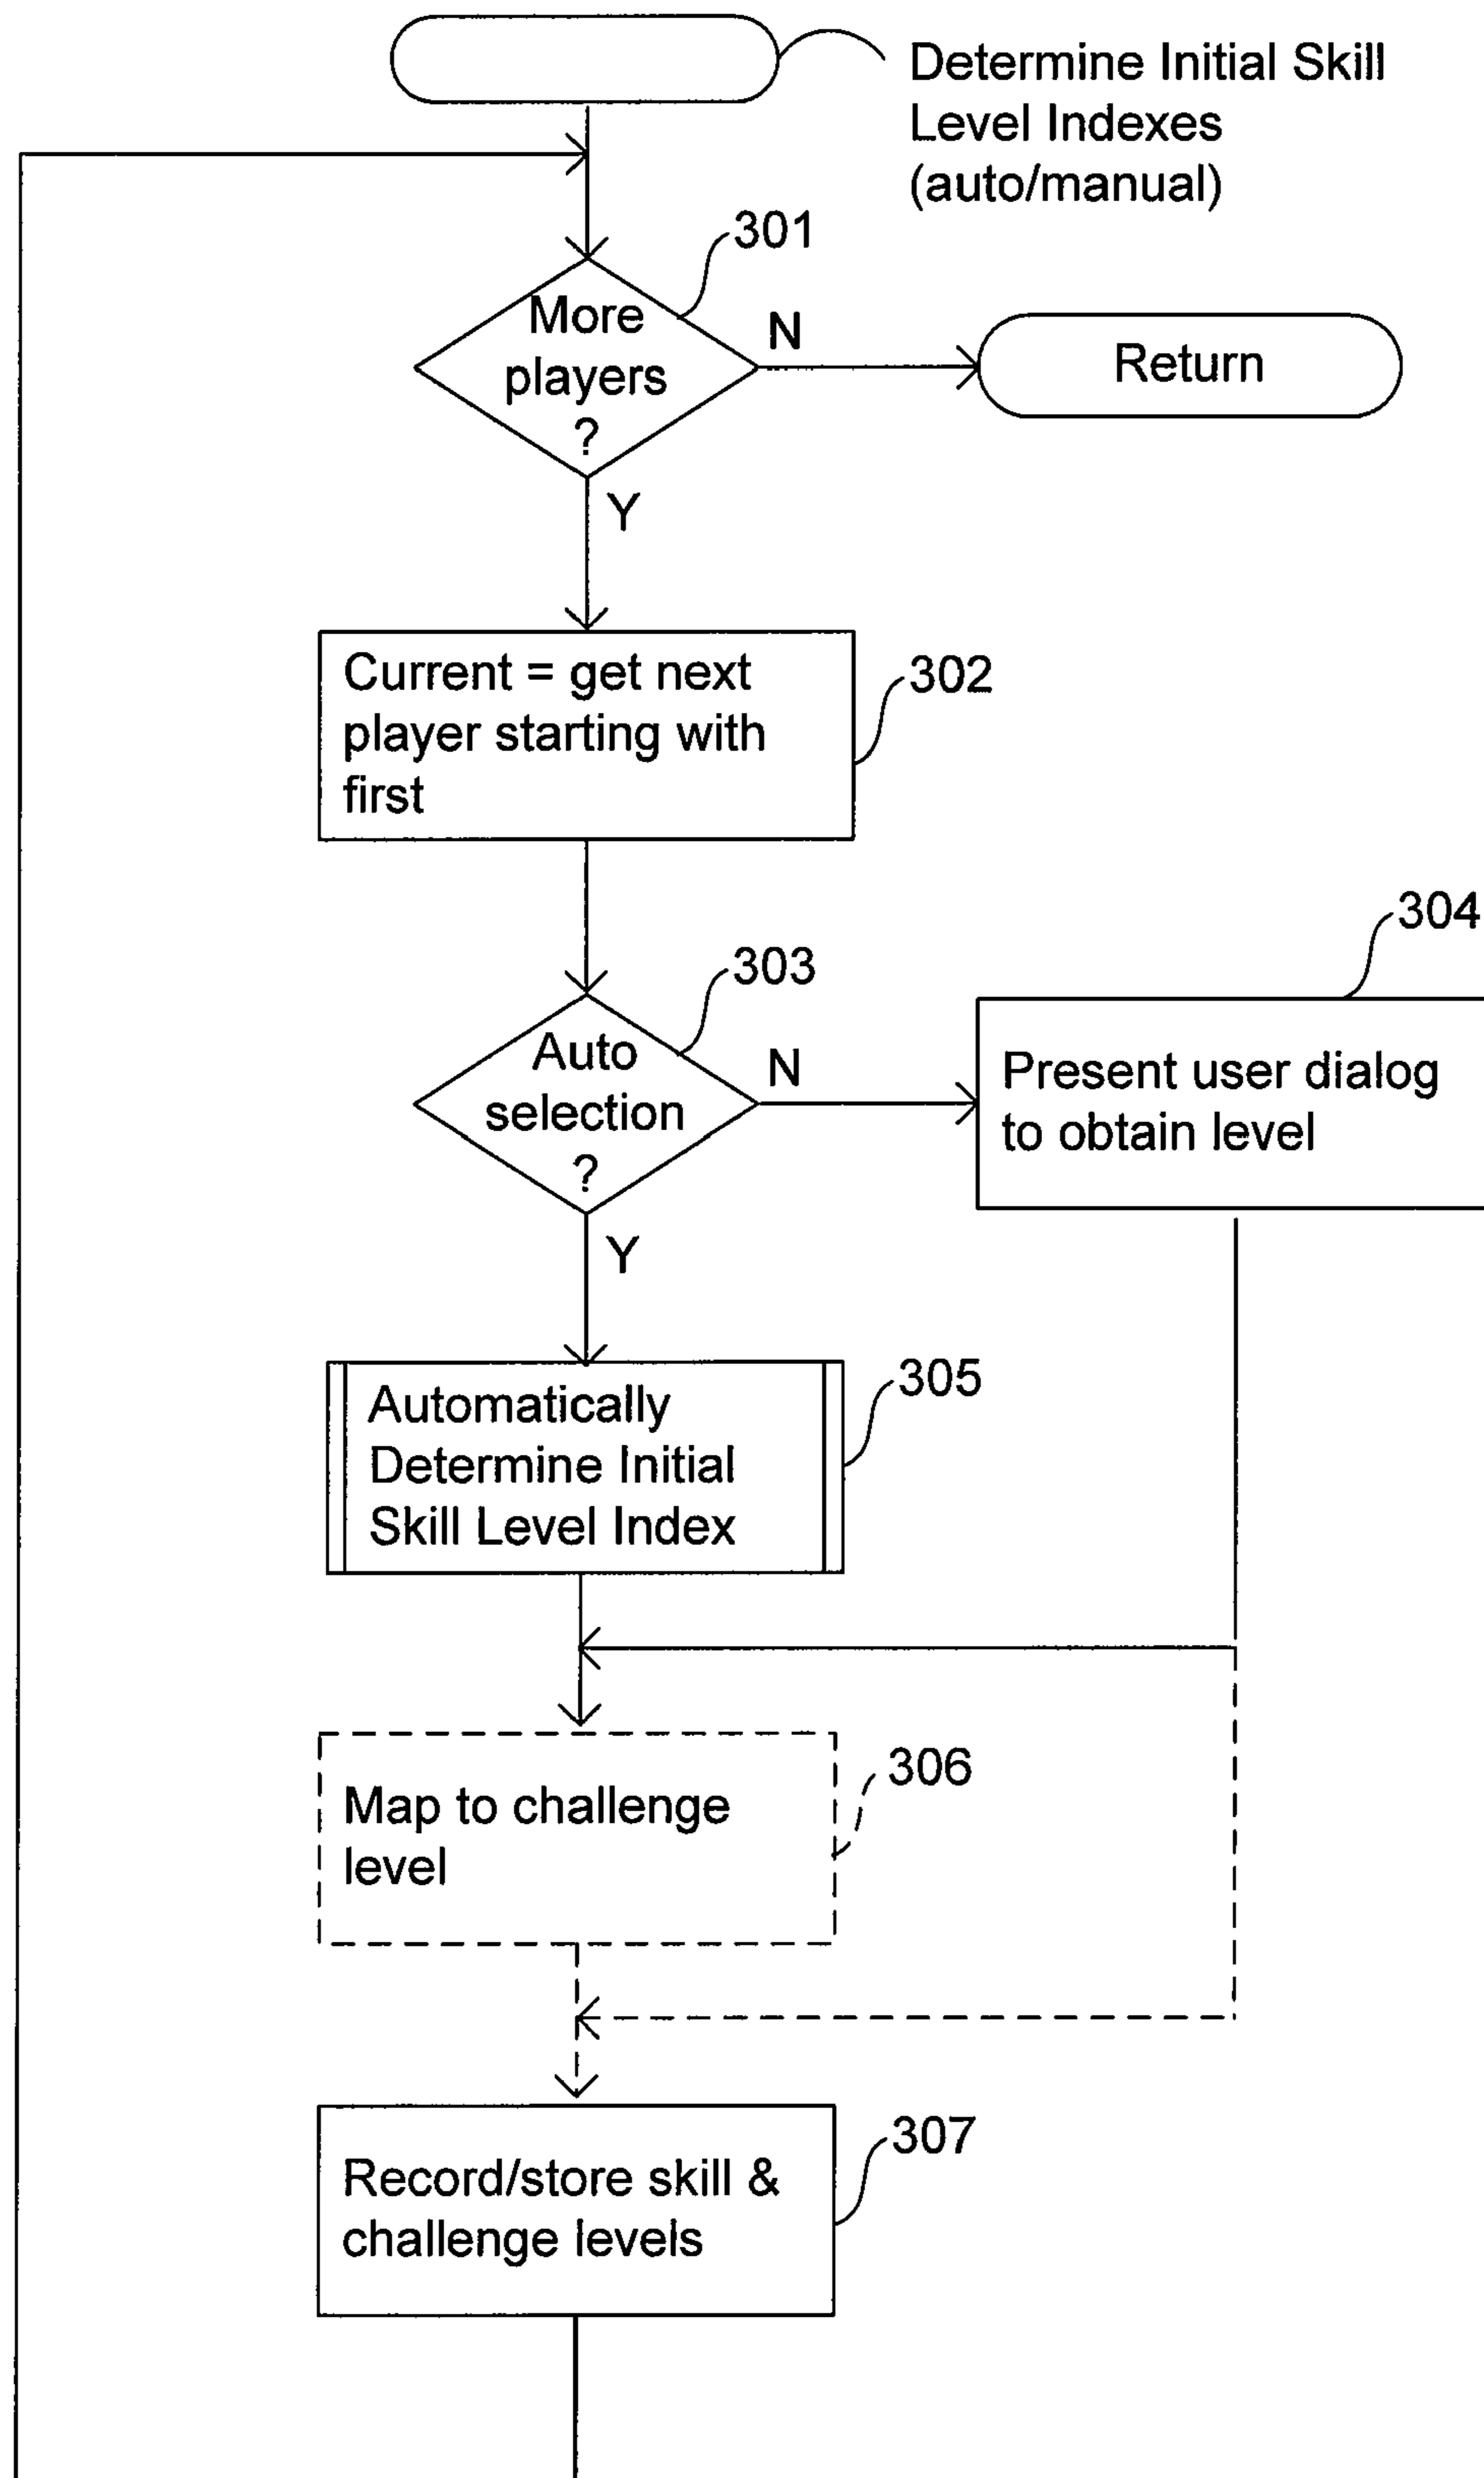 Determine Initial Skill
Level Indexes
(auto/manual)
301
More
players
?
N
Return
Y
302
Current = get next
player starting with
first
303
Auto
selection
?
N
304
Present user dialog
to obtain level
Y
305
Automatically
Determine Initial
Skill Level Index
306
Map to challenge
level
307
Record/store skill &
challenge levels